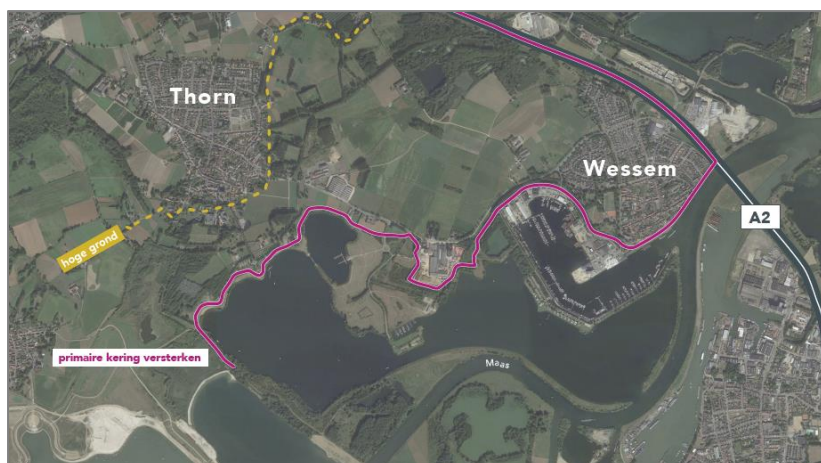 Thorn
Wessem
A2
hoge grond
primaire kering versterken
Maas